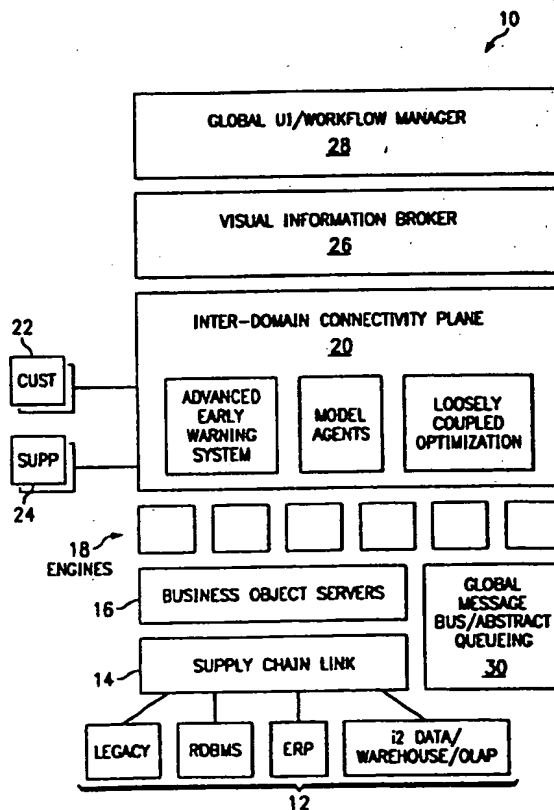 10
GLOBAL UI/WORKFLOW MANAGER
28
VISUAL INFORMATION BROKER
26
INTER-DOMAIN CONNECTIVITY PLANE
20
22
CUST
SUPP
24
ADVANCED
EARLY
WARNING
SYSTEM
MODEL
AGENTS
LOOSELY
COUPLED
OPTIMIZATION
18
ENGINES
16
BUSINESS OBJECT SERVERS
GLOBAL
MESSAGE
BUS/ABSTRACT
QUEUEING
30
14
SUPPLY CHAIN LINK
LEGACY
RDBMS
ERP
i2 DATA/
WAREHOUSE/OLAP
12